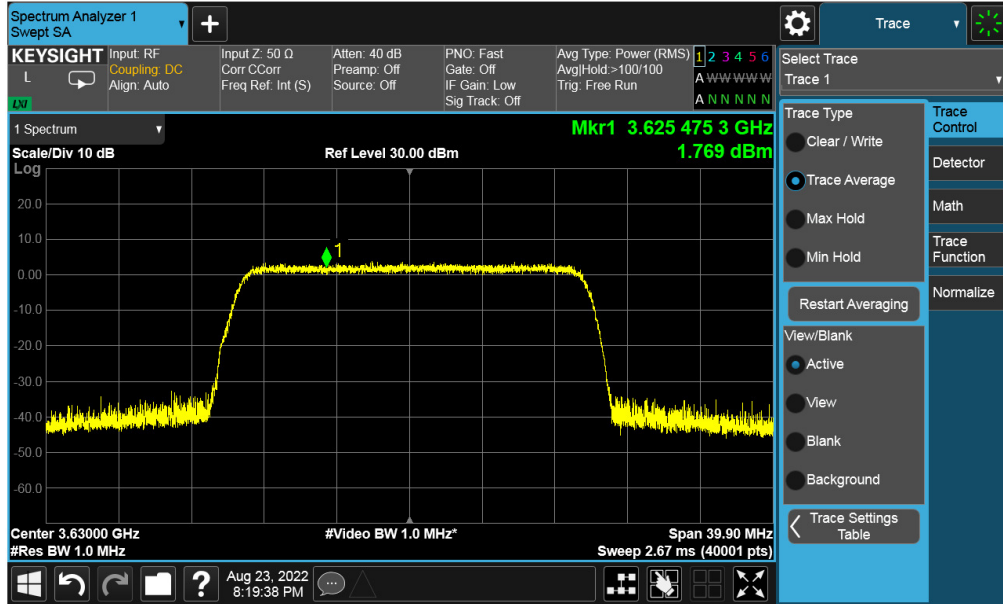 Spectrum Analyzer 1
Swept SA
+
Trace
KEYSIGHT
L
LXI
Input: RF
Coupling: DC
Align: Auto
Input Z: 50 Ω
Corr CCorr
Freq Ref: Int (S)
Atten: 40 dB
Preamp: Off
Source: Off
PNO: Fast
Gate: Off
IF Gain: Low
Sig Track: Off
Avg Type: Power (RMS)
Avg|Hold:>100/100
Trig: Free Run
1 2 3 4 5 6
A W W W W W
A N N N N N
Select Trace
Trace 1
1 Spectrum
Mkr1 3.625 475 3 GHz
Scale/Div 10 dB
Ref Level 30.00 dBm
1.769 dBm
Log
20.0
10.0
0.00
-10.0
-20.0
-30.0
-40.0
-50.0
-60.0
1
Center 3.63000 GHz
#Video BW 1.0 MHz*
Span 39.90 MHz
#Res BW 1.0 MHz
Sweep 2.67 ms (40001 pts)
Trace Type
Clear / Write
Trace Average
Max Hold
Min Hold
Restart Averaging
View/Blank
Active
View
Blank
Background
Trace Settings
Table
Trace
Control
Detector
Math
Trace
Function
Normalize
?
Aug 23, 2022
8:19:38 PM